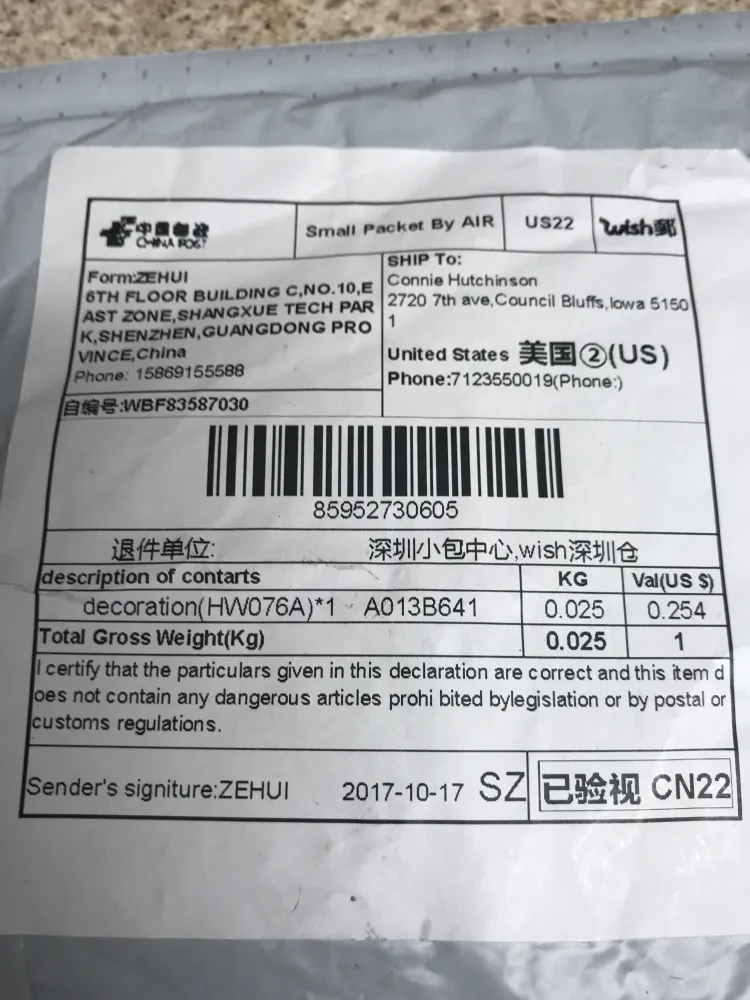 中国邮政
CHINA POST
Small Packet By AIR
US22
wish邮
Form:ZEHUI
6TH FLOOR BUILDING C,NO.10,E
AST ZONE,SHANGXUE TECH PAR
K,SHENZHEN,GUANGDONG PRO
VINCE,China
Phone: 15869155588
自编号:WBF83587030
SHIP To:
Connie Hutchinson
2720 7th ave,Council Bluffs,Iowa 5150
1
United States 美国②(US)
Phone:7123550019(Phone:)
85952730605
退件单位: 深圳小包中心,wish深圳仓
description of contarts KG Val(US $)
decoration(HW076A)*1 A013B641 0.025 0.254
Total Gross Weight(Kg) 0.025 1
I certify that the particulars given in this declaration are correct and this item d
oes not contain any dangerous articles prohi bited bylegislation or by postal or
customs regulations.
Sender's signiture:ZEHUI 2017-10-17 SZ
已验视 CN22